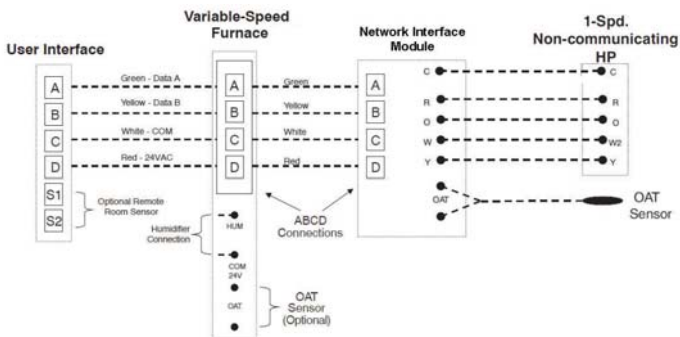 Variable-Speed
Furnace
Network Interface
Module
1-Spd.
Non-communicating
HP
User Interface
A
Green - Data A
A
Green
A
C
C
B
Yellow - Data B
B
Yellow
B
R
R
O
O
C
White - COM
C
White
C
W
W2
D
Red - 24VAC
D
Red
D
Y
Y
S1
S2
Optional Remote
Room Sensor
Humidifier
Connection
HUM
COM
24V
ABCD
Connections
OAT
OAT
Sensor
OAT
OAT
Sensor
(Optional)